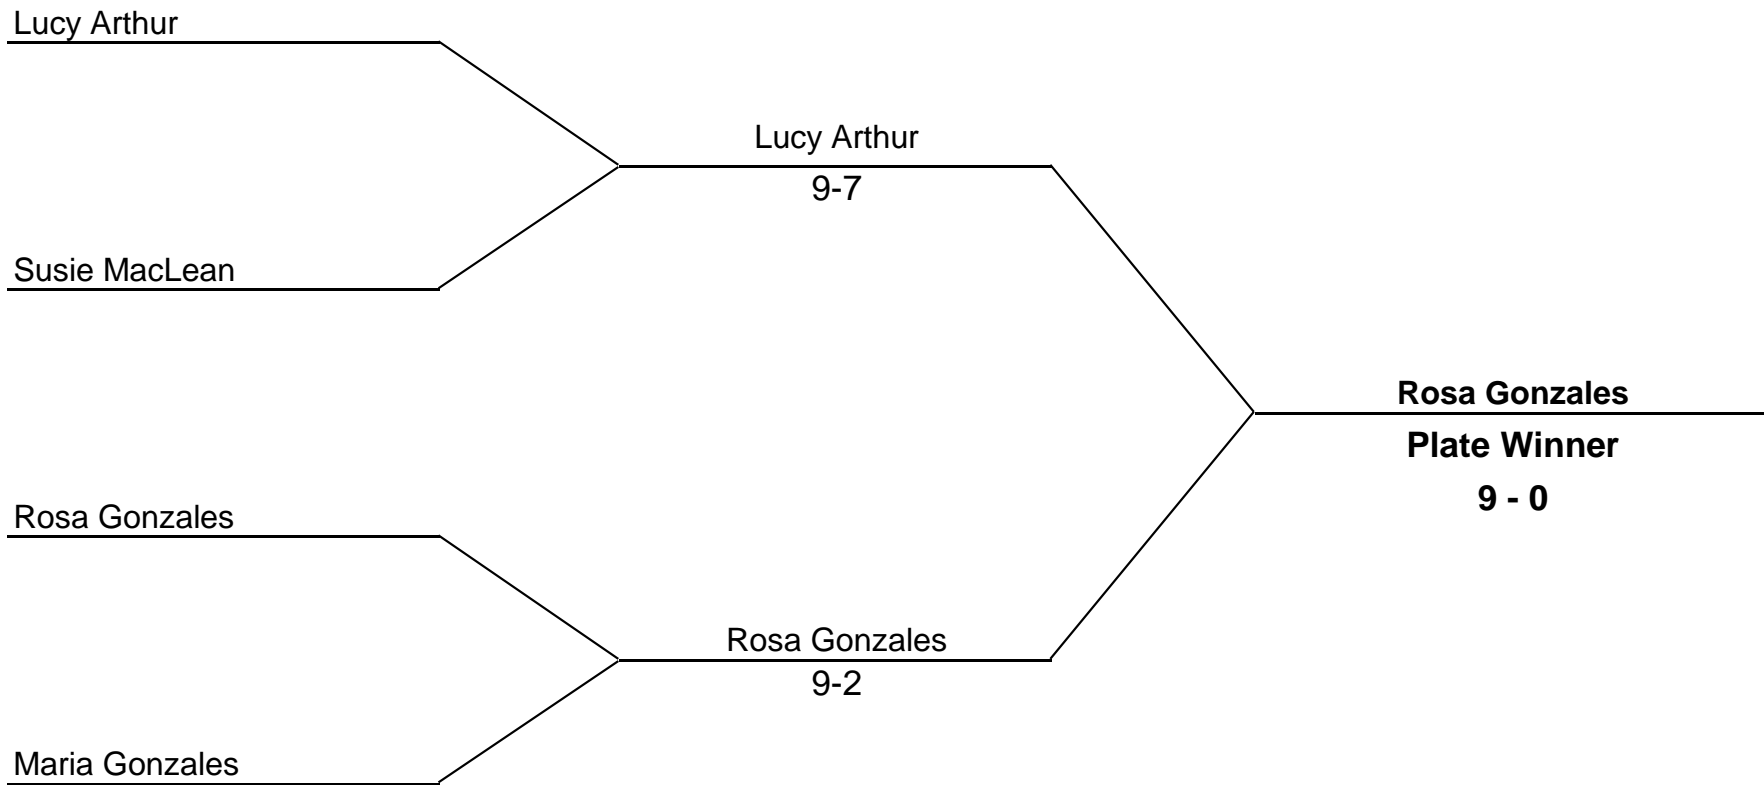 Lucy Arthur
Lucy Arthur
9-7
Susie MacLean
Rosa Gonzales
Plate Winner
9 - 0
Rosa Gonzales
Rosa Gonzales
9-2
Maria Gonzales